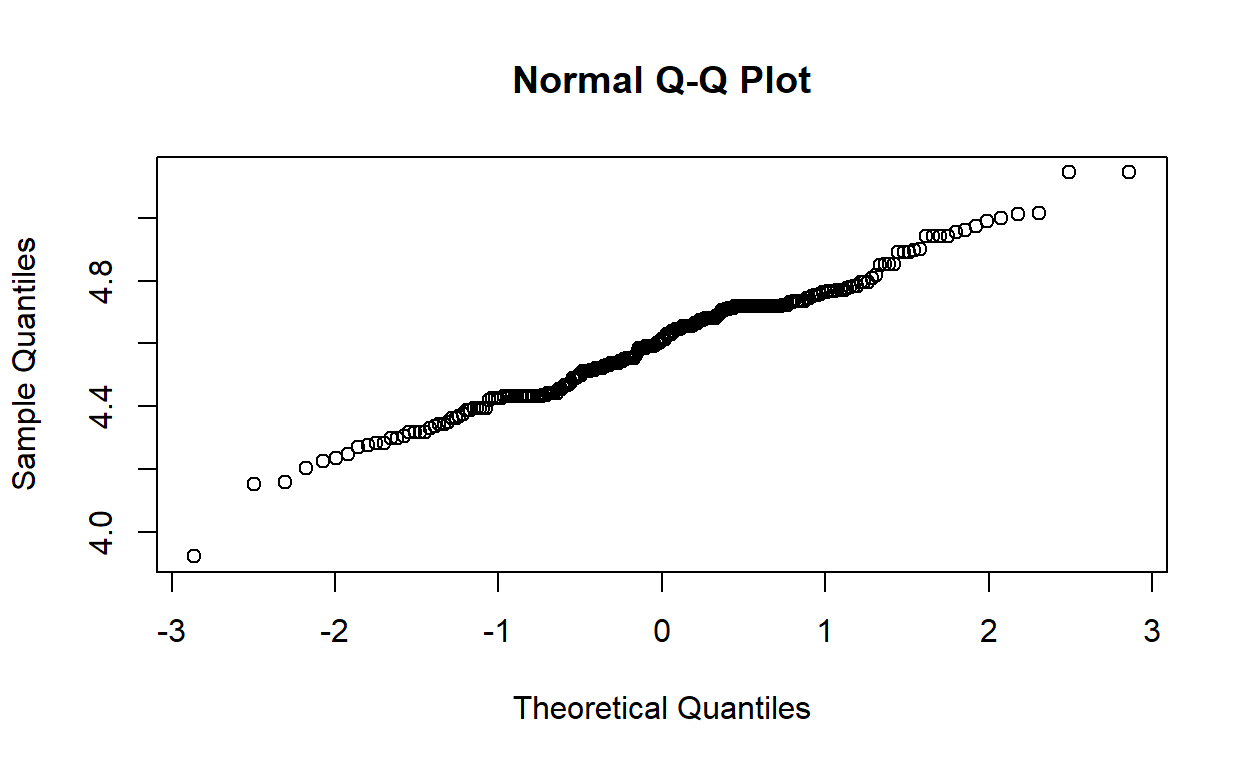 Normal Q-Q Plot
Sample Quantiles
4.8
4.4
4.0
-3 -2 -1 0 1 2 3
Theoretical Quantiles